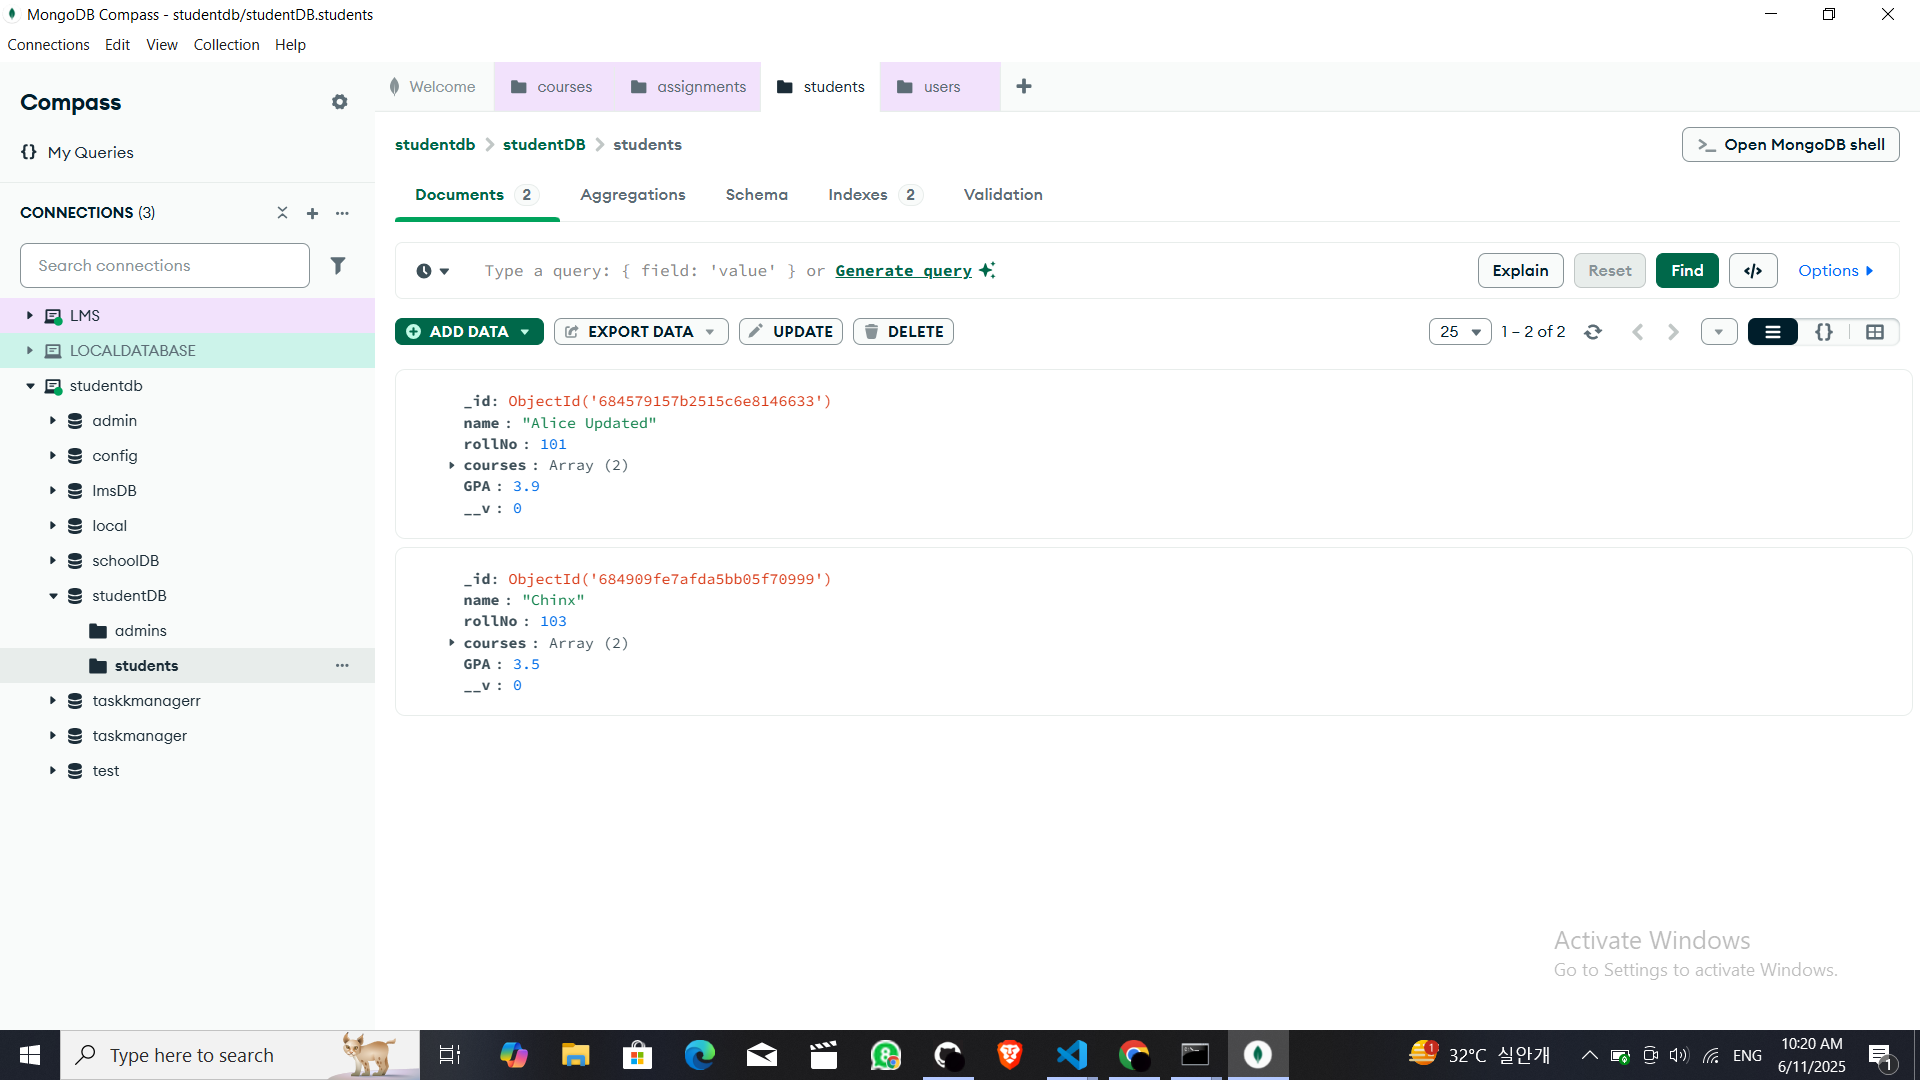 MongoDB Compass - studentdb/studentDB.students
Connections Edit View Collection Help
Compass
My Queries
CONNECTIONS (3)
Search connections
LMS
LOCALDATABASE
studentdb
admin
config
lmsDB
local
schoolDB
studentDB
admins
students
taskkmanagerr
taskmanager
test
Welcome courses assignments students users
studentdb studentDB students
>_ Open MongoDB shell
Documents 2 Aggregations Schema Indexes 2 Validation
Type a query: { field: 'value' } or Generate query
Explain Reset Find </> Options
ADD DATA EXPORT DATA UPDATE DELETE
25 1 – 2 of 2 {}
_id: ObjectId('684579157b2515c6e8146633')
name : "Alice Updated"
rollNo : 101
courses : Array (2)
GPA : 3.9
__v : 0
_id: ObjectId('684909fe7afda5bb05f70999')
name : "Chinx"
rollNo : 103
courses : Array (2)
GPA : 3.5
__v : 0
Activate Windows
Go to Settings to activate Windows.
Type here to search
8
1
32°C 실안개
ENG
10:20 AM
6/11/2025
1